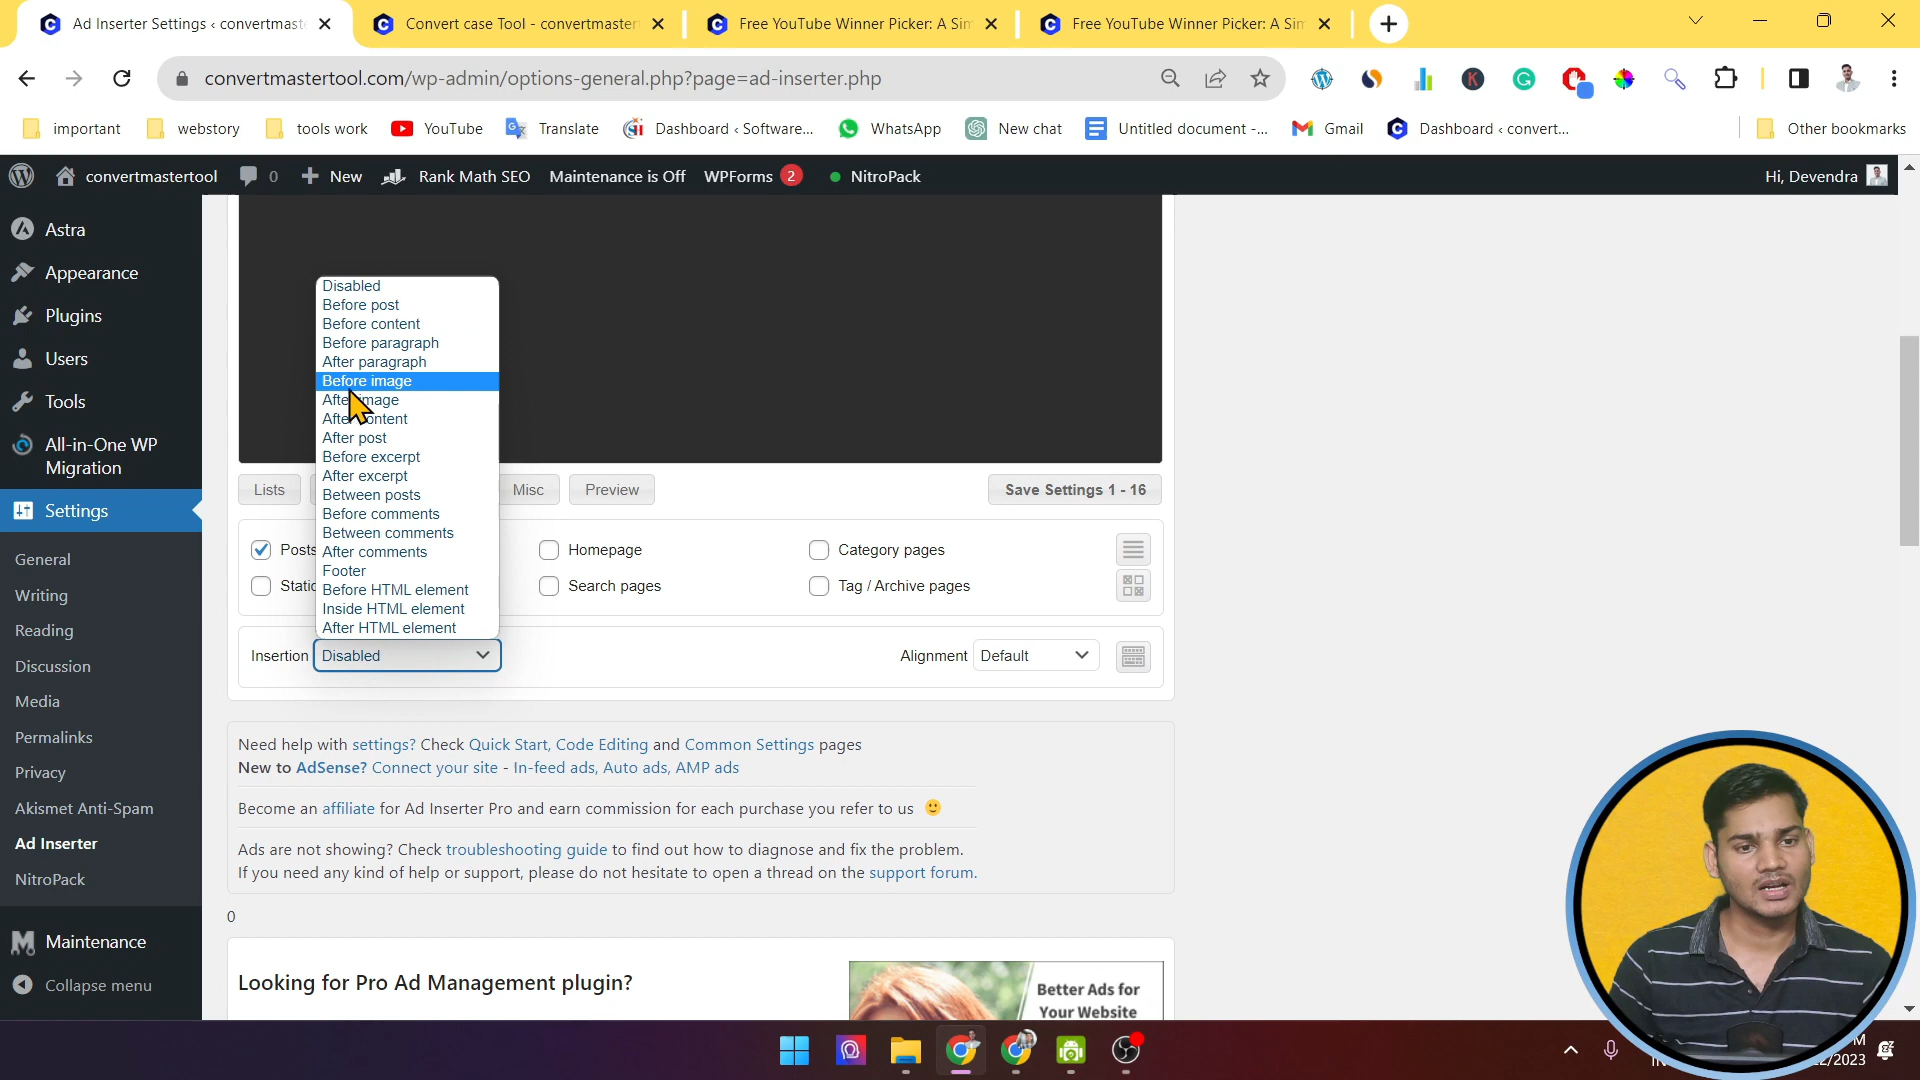 Ad Inserter Settings ‹ convertmaste
Convert case Tool - convertmaster
Free YouTube Winner Picker: A Sim
Free YouTube Winner Picker: A Sim
convertmastertool.com/wp-admin/options-general.php?page=ad-inserter.php
important
webstory
tools work
YouTube
Translate
Dashboard ‹ Software...
WhatsApp
New chat
Untitled document -...
Gmail
Dashboard ‹ convert...
Other bookmarks
convertmastertool
0
New
Rank Math SEO
Maintenance is Off
WPForms 2
NitroPack
Hi, Devendra
Astra
Appearance
Plugins
Users
Tools
All-in-One WP
Migration
Settings
General
Writing
Reading
Discussion
Media
Permalinks
Privacy
Akismet Anti-Spam
Ad Inserter
NitroPack
Maintenance
Collapse menu
Disabled
Before post
Before content
Before paragraph
After paragraph
Before image
After image
After content
After post
Before excerpt
After excerpt
Between posts
Before comments
Between comments
After comments
Footer
Before HTML element
Inside HTML element
After HTML element
Lists
Misc
Preview
Save Settings 1 - 16
Posts
Homepage
Category pages
Static
Search pages
Tag / Archive pages
Insertion Disabled
Alignment Default
Need help with settings? Check Quick Start, Code Editing and Common Settings pages
New to AdSense? Connect your site - In-feed ads, Auto ads, AMP ads
Become an affiliate for Ad Inserter Pro and earn commission for each purchase you refer to us
Ads are not showing? Check troubleshooting guide to find out how to diagnose and fix the problem.
If you need any kind of help or support, please do not hesitate to open a thread on the support forum.
0
Looking for Pro Ad Management plugin?
Better Ads for
Your Website